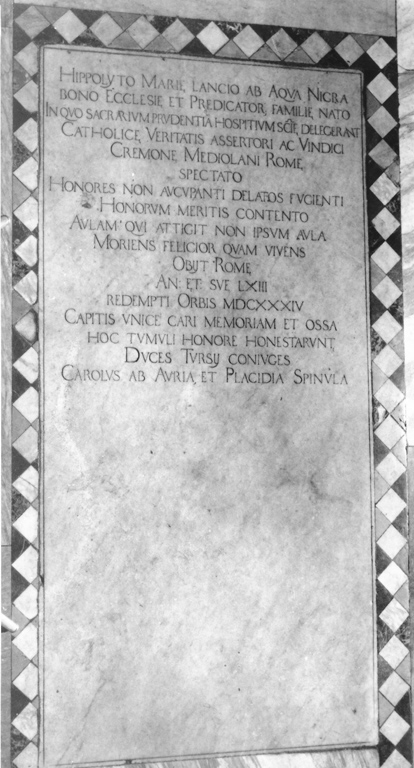 HIPPOLYTO MARIE, LANCIO AB AQVA NIGRA
BONO ECCLESIE ET PREDICATOR, FAMILIE, NATO
IN QVO SACRARIVM PRVDENTIA HOSPITIVM SCIE, DELEGERANT
CATHOLICE, VERITATIS ASSERTORI AC VINDICI
CREMONE MEDIOLANI ROME,
SPECTATO
HONORES NON AVCVPANTI DELATOS FVGIENTI
HONORVM MERITIS CONTENTO
AVLAM QVI ATTIGIT NON IPSVM AVLA
MORIENS FELICIOR QVAM VIVENS
OBIJT ROME,
AN ET SVE LXIII
REDEMPTI ORBIS MDCXXXIV
CAPITIS VNICE CARI MEMORIAM ET OSSA
HOC TVMVLI HONORE HONESTARVNT,
DVCES TVRSIJ CONIVGES
CAROLVS AB AVRIA, ET PLACIDIA SPINVLA